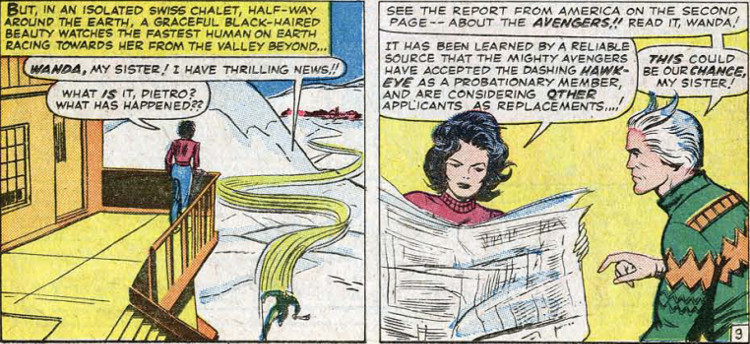 BUT, IN AN ISOLATED SWISS CHALET, HALF-WAY
AROUND THE EARTH, A GRACEFUL BLACK-HAIRED
BEAUTY WATCHES THE FASTEST HUMAN ON EARTH
RACING TOWARDS HER FROM THE VALLEY BEYOND...
WANDA, MY SISTER! I HAVE THRILLING NEWS!!
WHAT IS IT, PIETRO?
WHAT HAS HAPPENED??
SEE THE REPORT FROM AMERICA ON THE SECOND
PAGE-- ABOUT THE AVENGERS!! READ IT, WANDA!
IT HAS BEEN LEARNED BY A RELIABLE
SOURCE THAT THE MIGHTY AVENGERS
HAVE ACCEPTED THE DASHING HAWK-
EYE AS A PROBATIONARY MEMBER,
AND ARE CONSIDERING OTHER
APPLICANTS AS REPLACEMENTS....!
THIS COULD
BE OUR CHANCE,
MY SISTER!
3